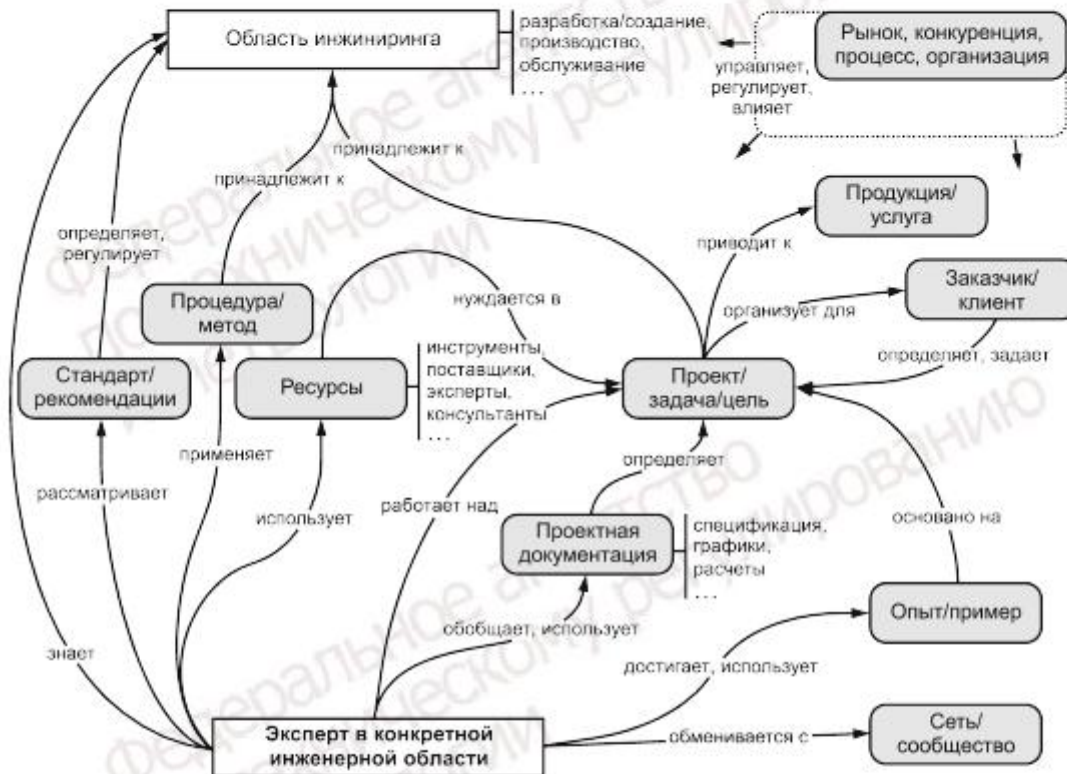 Область инжиниринга
разработка/создание,
производство,
обслуживание
...
Рынок, конкуренция,
процесс, организация
управляет,
регулирует,
влияет
принадлежит к
принадлежит к
Продукция/
услуга
приводит к
определяет,
регулирует
Процедура/
метод
нуждается в
Заказчик/
клиент
организует для
определяет, задает
Стандарт/
рекомендации
Ресурсы
инструменты,
поставщики,
эксперты,
консультанты
...
Проект/
задача/цель
применяет
определяет
рассматривает
использует
работает над
основано на
Проектная
документация
спецификация,
графики,
расчеты
...
Опыт/пример
обобщает, использует
знает
достигает, использует
Эксперт в конкретной
инженерной области
обменивается с
Сеть/
сообщество